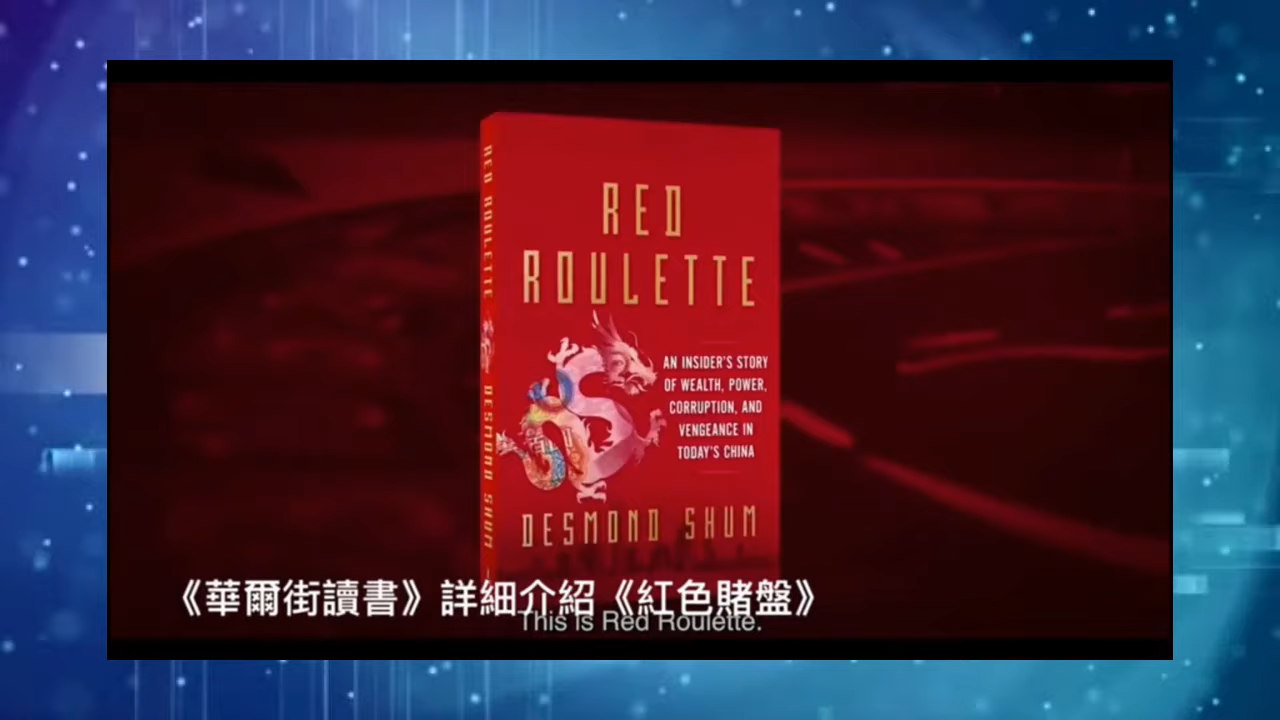 RED ROULETTE DESMOND SHUM
RED
ROULETTE
AN INSIDER'S STORY
OF WEALTH, POWER,
CORRUPTION, AND
VENGEANCE IN
TODAY'S CHINA
DESMOND SHUM
《華爾街讀書》詳細介紹《紅色賭盤》
This is Red Roulette.